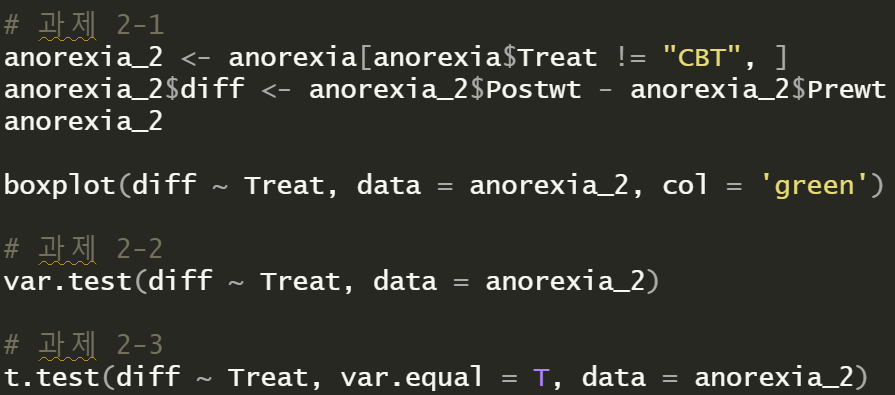 # 과제 2-1
anorexia_2 <- anorexia[anorexia$Treat != "CBT", ]
anorexia_2$diff <- anorexia_2$Postwt - anorexia_2$Prewt
anorexia_2
boxplot(diff ~ Treat, data = anorexia_2, col = 'green')
# 과제 2-2
var.test(diff ~ Treat, data = anorexia_2)
# 과제 2-3
t.test(diff ~ Treat, var.equal = T, data = anorexia_2)